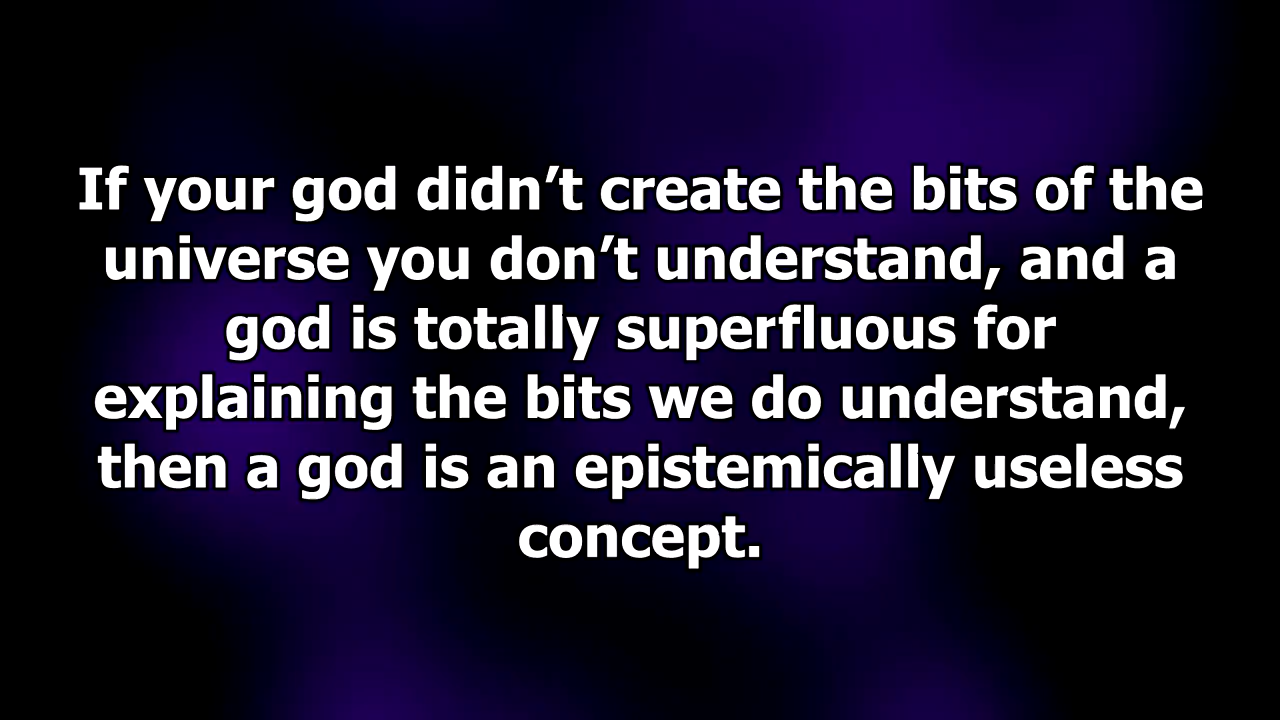 If your god didn’t create the bits of the
universe you don’t understand, and a
god is totally superfluous for
explaining the bits we do understand,
then a god is an epistemically useless
concept.